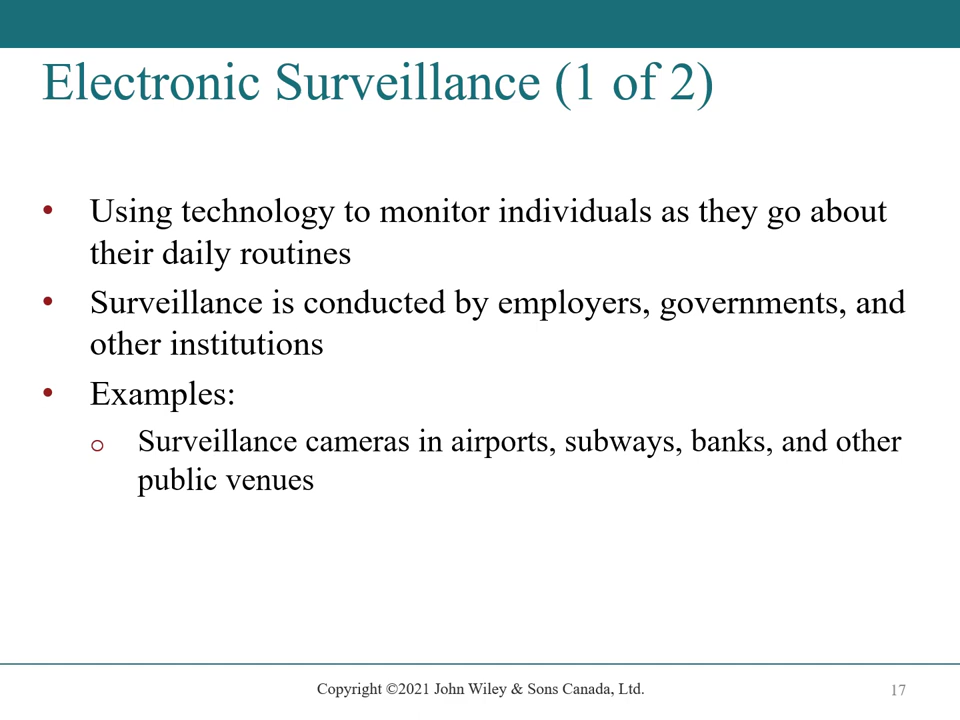 Electronic Surveillance (1 of 2)
• Using technology to monitor individuals as they go about
their daily routines
• Surveillance is conducted by employers, governments, and
other institutions
• Examples:
o Surveillance cameras in airports, subways, banks, and other
public venues
Copyright ©2021 John Wiley & Sons Canada, Ltd.
17